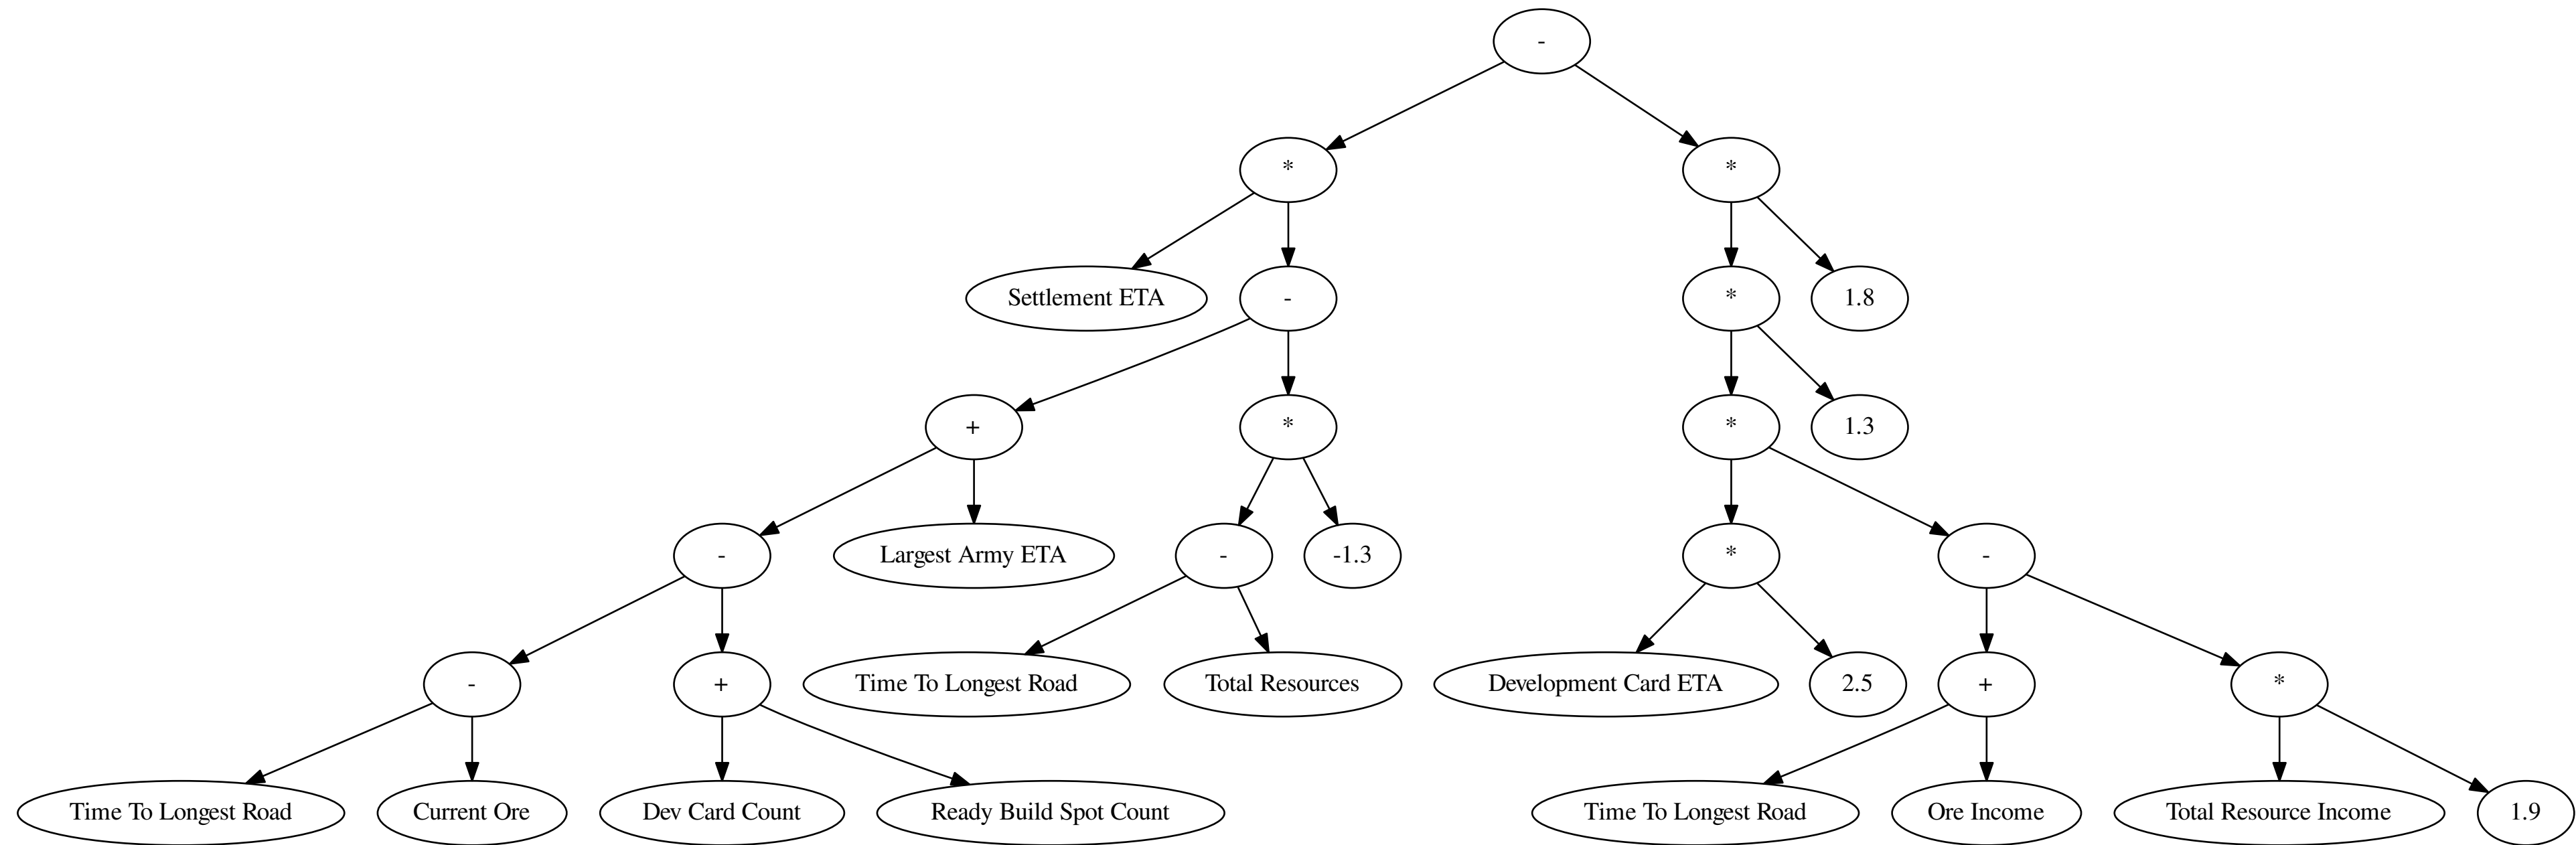 -
* *
Settlement ETA - * 1.8
+ * * 1.3
- Largest Army ETA - -1.3 * -
- + Time To Longest Road Total Resources Development Card ETA 2.5 + *
Time To Longest Road Current Ore Dev Card Count Ready Build Spot Count Time To Longest Road Ore Income Total Resource Income 1.9